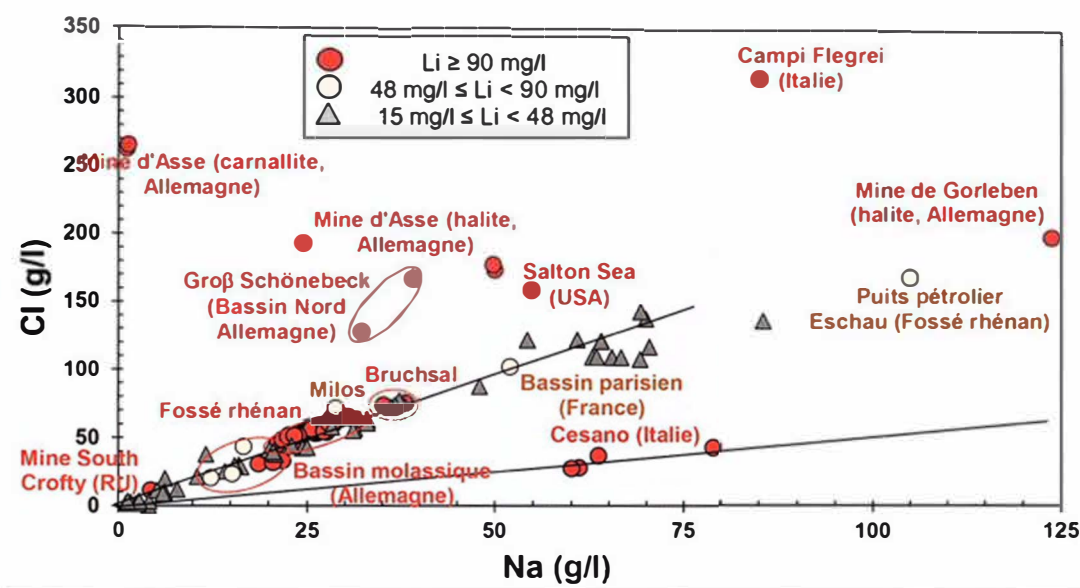 350
300
250
200
150
100
50
0
Cl (g/l)
Li ≥ 90 mg/l
48 mg/l ≤ Li < 90 mg/l
15 mg/l ≤ Li < 48 mg/l
Campi Flegrei
(Italie)
Mine d'Asse (carnallite,
Allemagne)
Mine de Gorleben
(halite, Allemagne)
Mine d'Asse (halite,
Allemagne)
Groß Schönebeck
(Bassin Nord
Allemagne)
Salton Sea
(USA)
Puits pétrolier
Eschau (Fossé rhénan)
Bruchsal
Milos
Fossé rhénan
Bassin parisien
(France)
Cesano (Italie)
Mine South
Crofty (RU)
Bassin molassique
(Allemagne)
0
25
50
75
100
125
Na (g/l)